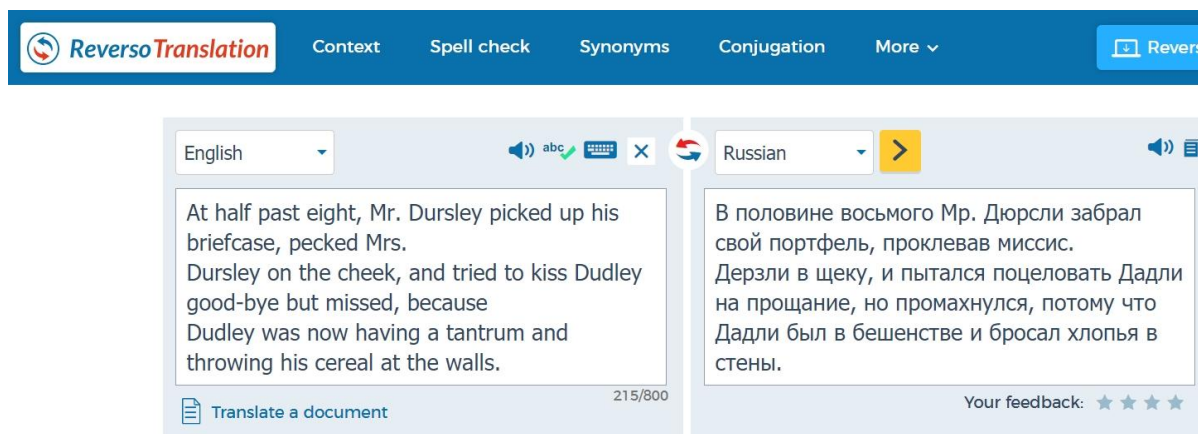 Reverso Translation Context Spell check Synonyms Conjugation More
English
abc
Russian
At half past eight, Mr. Dursley picked up his
briefcase, pecked Mrs.
Dursley on the cheek, and tried to kiss Dudley
good-bye but missed, because
Dudley was now having a tantrum and
throwing his cereal at the walls.
215/800
Translate a document
В половине восьмого Мр. Дюрсли забрал
свой портфель, проклевав миссис.
Дерзли в щеку, и пытался поцеловать Дадли
на прощание, но промахнулся, потому что
Дадли был в бешенстве и бросал хлопья в
стены.
Your feedback: